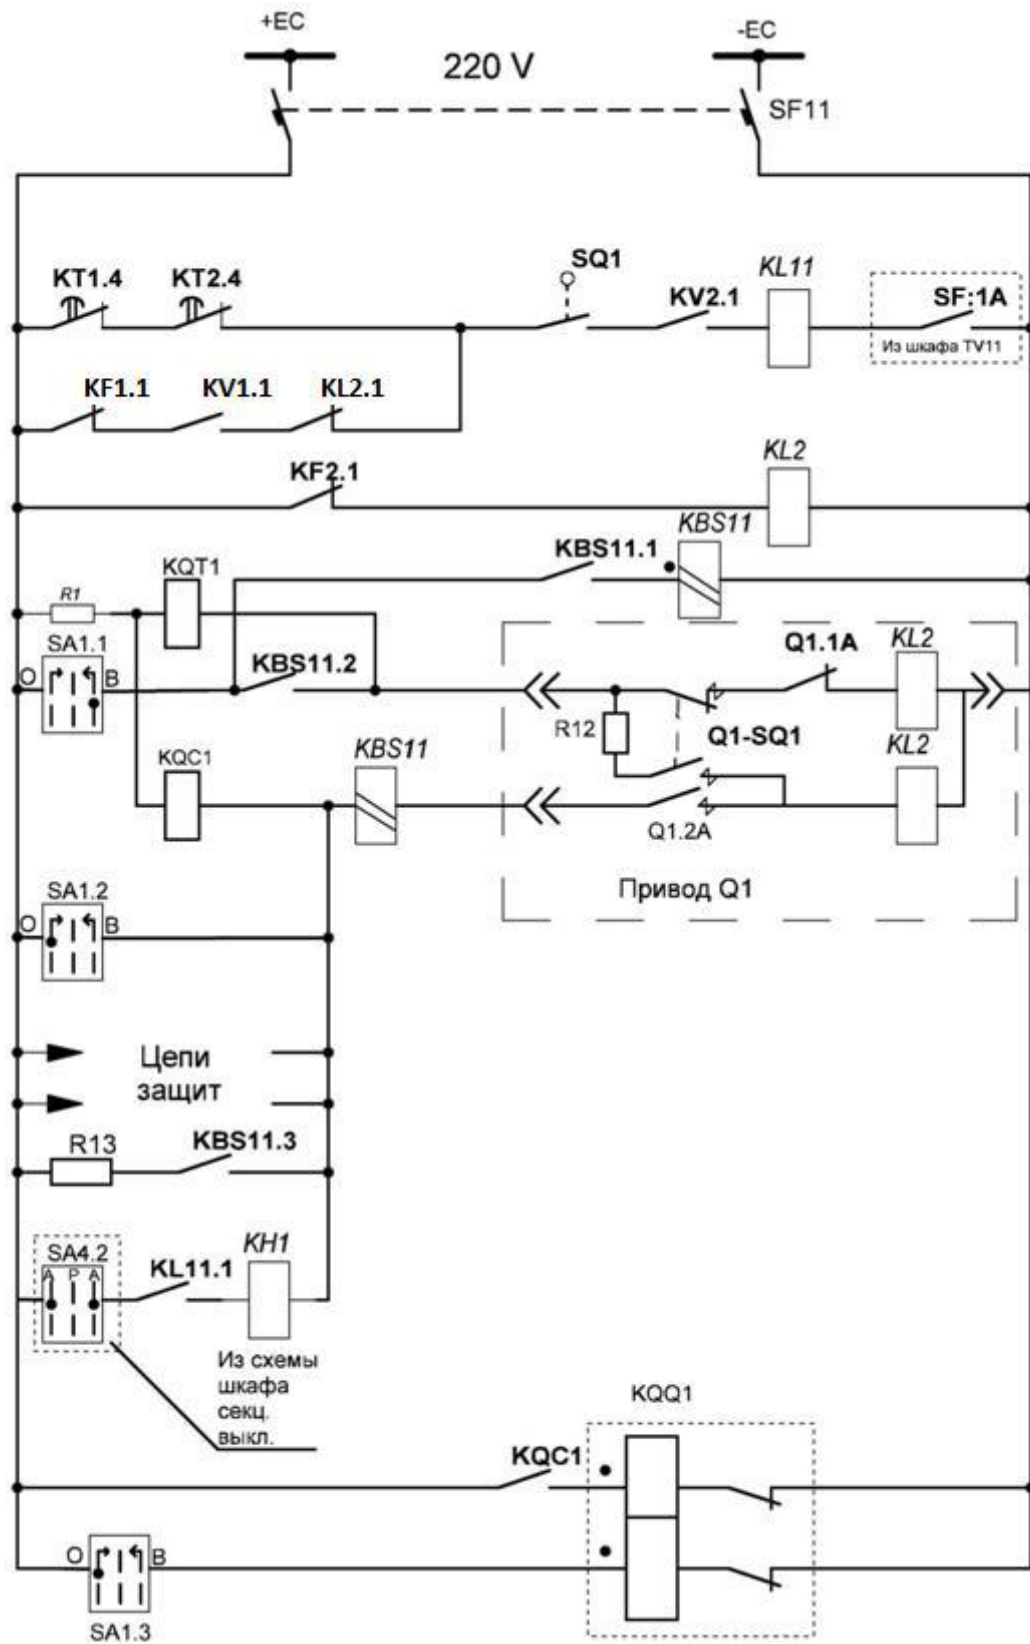 +EC
-EC
220 V
SF11
KT1.4
KT2.4
SQ1
KV2.1
KL11
SF:1A
Из шкафа TV11
KF1.1
KV1.1
KL2.1
KF2.1
KL2
KBS11
KBS11.1
KQT1
R1
SA1.1
O
B
KBS11.2
Q1.1A
KL2
R12
Q1-SQ1
KQC1
KBS11
KL2
Q1.2A
Привод Q1
SA1.2
O
B
Цепи
защит
R13
KBS11.3
SA4.2
A P A
KL11.1
KH1
Из схемы
шкафа
секц.
выкл.
KQQ1
KQC1
O
B
SA1.3